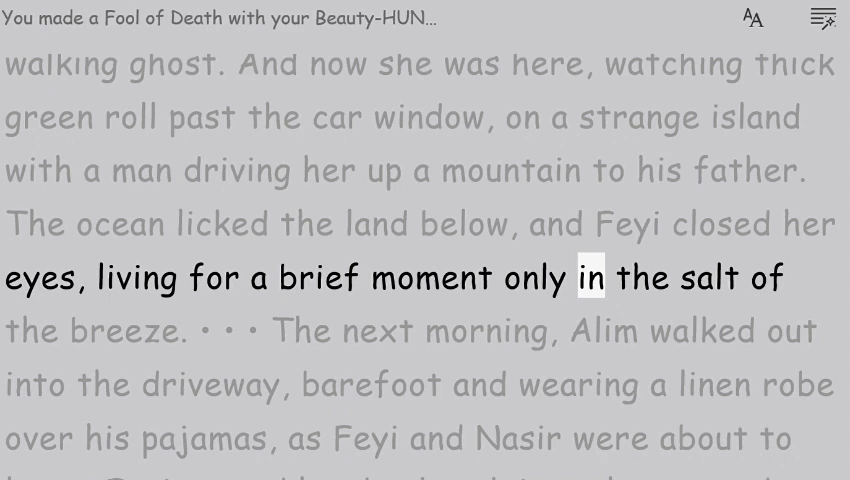 You made a Fool of Death with your Beauty-HUN...
AA
walking ghost. And now she was here, watching thick
green roll past the car window, on a strange island
with a man driving her up a mountain to his father.
The ocean licked the land below, and Feyi closed her
eyes, living for a brief moment only in the salt of
the breeze. • • • The next morning, Alim walked out
into the driveway, barefoot and wearing a linen robe
over his pajamas, as Feyi and Nasir were about to